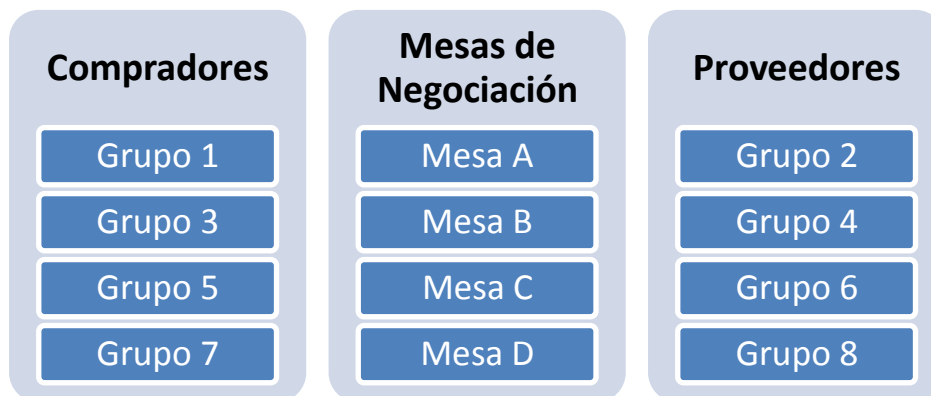 Compradores
Grupo 1
Grupo 3
Grupo 5
Grupo 7
Mesas de
Negociación
Mesa A
Mesa B
Mesa C
Mesa D
Proveedores
Grupo 2
Grupo 4
Grupo 6
Grupo 8